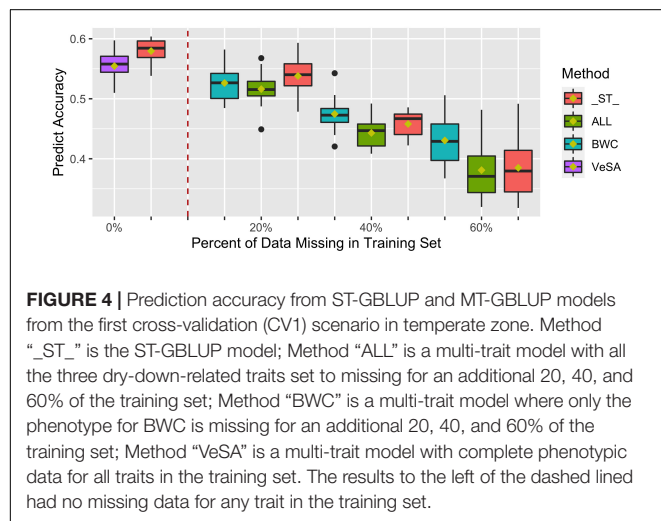 0.6
0.5
0.4
Predict Accuracy
0%
20%
40%
60%
Percent of Data Missing in Training Set
Method
_ST_
ALL
BWC
VeSA
FIGURE 4 | Prediction accuracy from ST-GBLUP and MT-GBLUP models
from the first cross-validation (CV1) scenario in temperate zone. Method
“_ST_” is the ST-GBLUP model; Method “ALL” is a multi-trait model with all
the three dry-down-related traits set to missing for an additional 20, 40, and
60% of the training set; Method “BWC” is a multi-trait model where only the
phenotype for BWC is missing for an additional 20, 40, and 60% of the
training set; Method “VeSA” is a multi-trait model with complete phenotypic
data for all traits in the training set. The results to the left of the dashed lined
had no missing data for any trait in the training set.